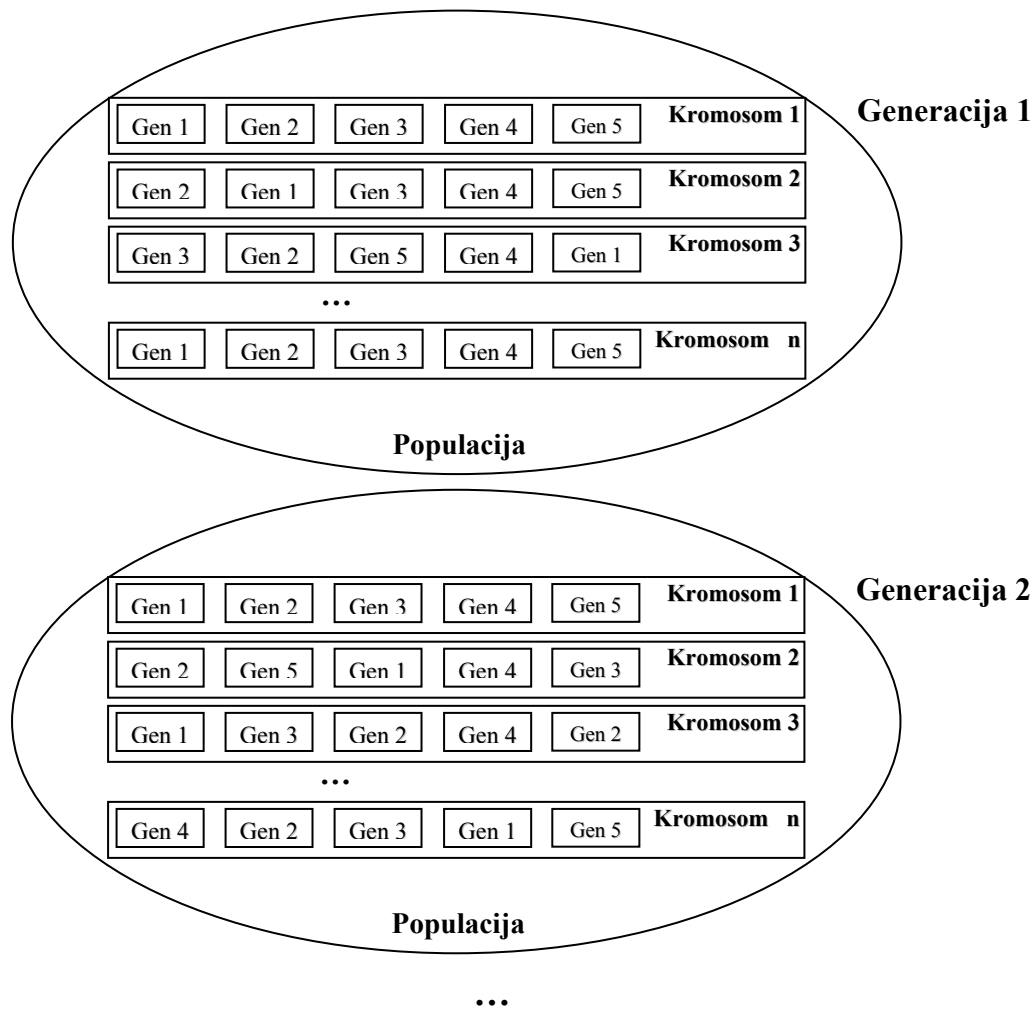 Generacija 1
Gen 1 Gen 2 Gen 3 Gen 4 Gen 5 Kromosom 1
Gen 2 Gen 1 Gen 3 Gen 4 Gen 5 Kromosom 2
Gen 3 Gen 2 Gen 5 Gen 4 Gen 1 Kromosom 3
...
Gen 1 Gen 2 Gen 3 Gen 4 Gen 5 Kromosom n
Populacija
Generacija 2
Gen 1 Gen 2 Gen 3 Gen 4 Gen 5 Kromosom 1
Gen 2 Gen 5 Gen 1 Gen 4 Gen 3 Kromosom 2
Gen 1 Gen 3 Gen 2 Gen 4 Gen 2 Kromosom 3
...
Gen 4 Gen 2 Gen 3 Gen 1 Gen 5 Kromosom n
Populacija
...